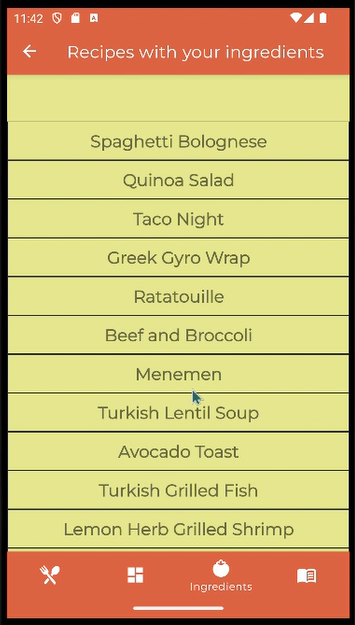 11:42
Recipes with your ingredients
Spaghetti Bolognese
Quinoa Salad
Taco Night
Greek Gyro Wrap
Ratatouille
Beef and Broccoli
Menemen
Turkish Lentil Soup
Avocado Toast
Turkish Grilled Fish
Lemon Herb Grilled Shrimp
Ingredients